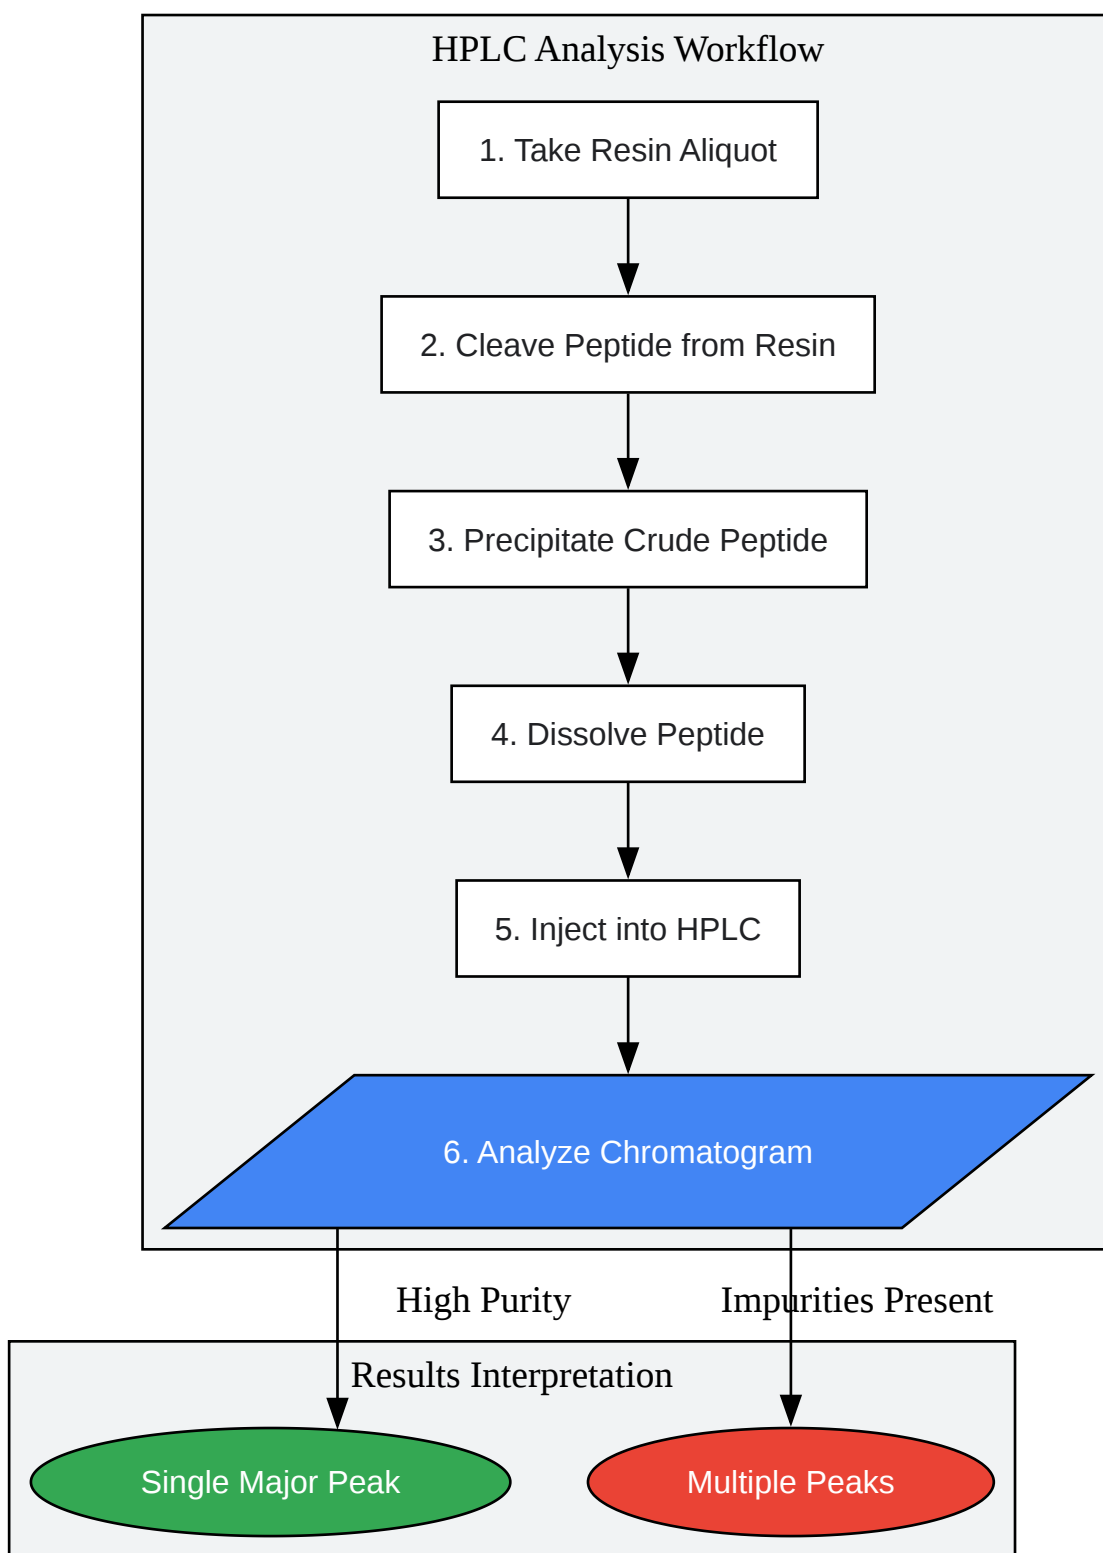 HPLC Analysis Workflow
1. Take Resin Aliquot
2. Cleave Peptide from Resin
3. Precipitate Crude Peptide
4. Dissolve Peptide
5. Inject into HPLC
6. Analyze Chromatogram
High Purity
Impurities Present
Results Interpretation
Single Major Peak
Multiple Peaks